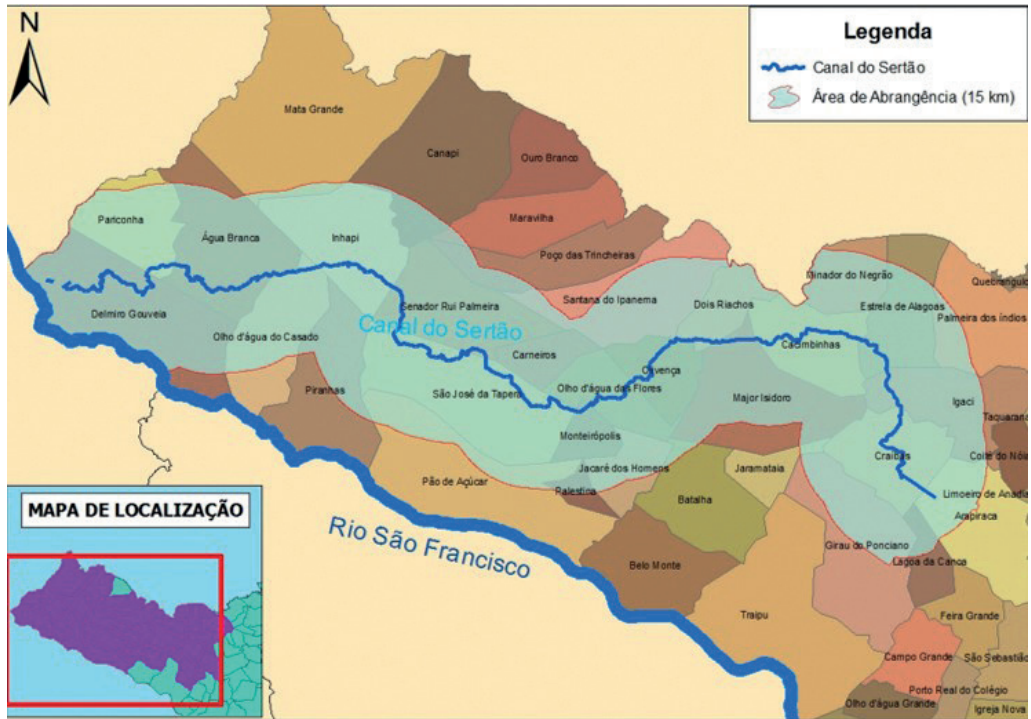 N
Legenda
Canal do Sertão
Área de Abrangência (15 km)
Mata Grande
Canapi
Ouro Branco
Maravilha
Pariconha
Água Branca
Inhapi
Poço das Trincheiras
Minador do Negrão
Quebrangulo
Santana do Ipanema
Dois Riachos
Estrela de Alagoas
Palmeira dos índios
Delmiro Gouveia
Senador Rui Palmeira
Canal do Sertão
Olho d'água do Casado
Carneiros
Cacimbinhas
Olivença
Piranhas
São José da Tapera
Olho d'água das Flores
Major Isidoro
Igaci
Taquarana
Monteirópolis
Craíbas
Coité do Nóia
Jacaré dos Homens
Jaramataia
Pão de Açúcar
Palestina
Batalha
Limoeiro de Anadia
Arapiraca
MAPA DE LOCALIZAÇÃO
Rio São Francisco
Girau do Ponciano
Lagoa da Canoa
Belo Monte
Traipu
Feira Grande
Campo Grande
São Sebastião
Porto Real do Colégio
Olho d'água Grande
Igreja Nova